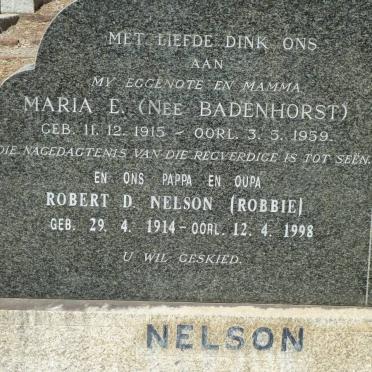 MET LIEFDE DINK ONS
AAN
MY EGGENOTE EN MAMMA
MARIA E. (NEE BADENHORST)
GEB. 11. 12. 1915 - OORL. 3. 5. 1959.
DIE NAGEDAGTENIS VAN DIE REGVERDIGE IS TOT SEËN.
EN ONS PAPPA EN OUPA
ROBERT D. NELSON (ROBBIE)
GEB. 29. 4. 1914 - OORL. 12. 4. 1998
U WIL GESKIED.
NELSON